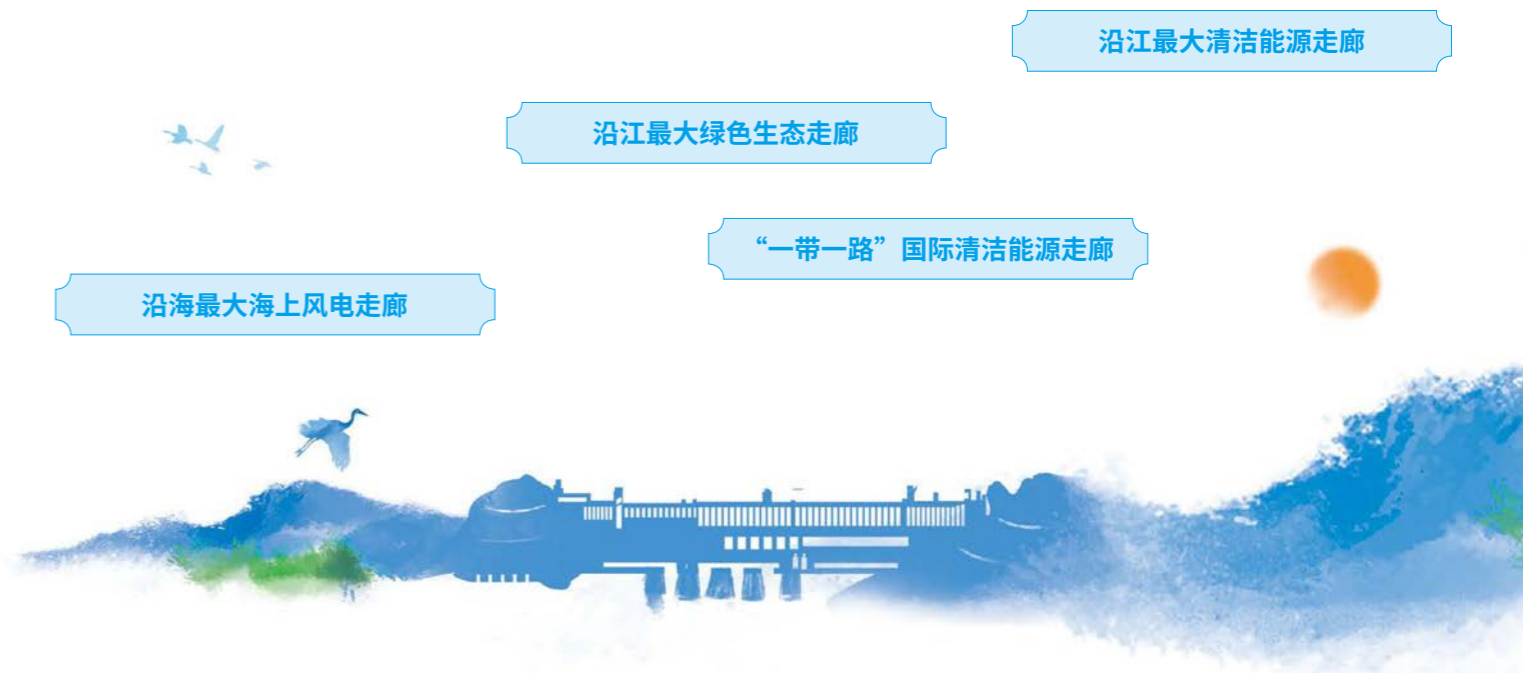 沿江最大清洁能源走廊
沿江最大绿色生态走廊
“一带一路”国际清洁能源走廊
沿海最大海上风电走廊